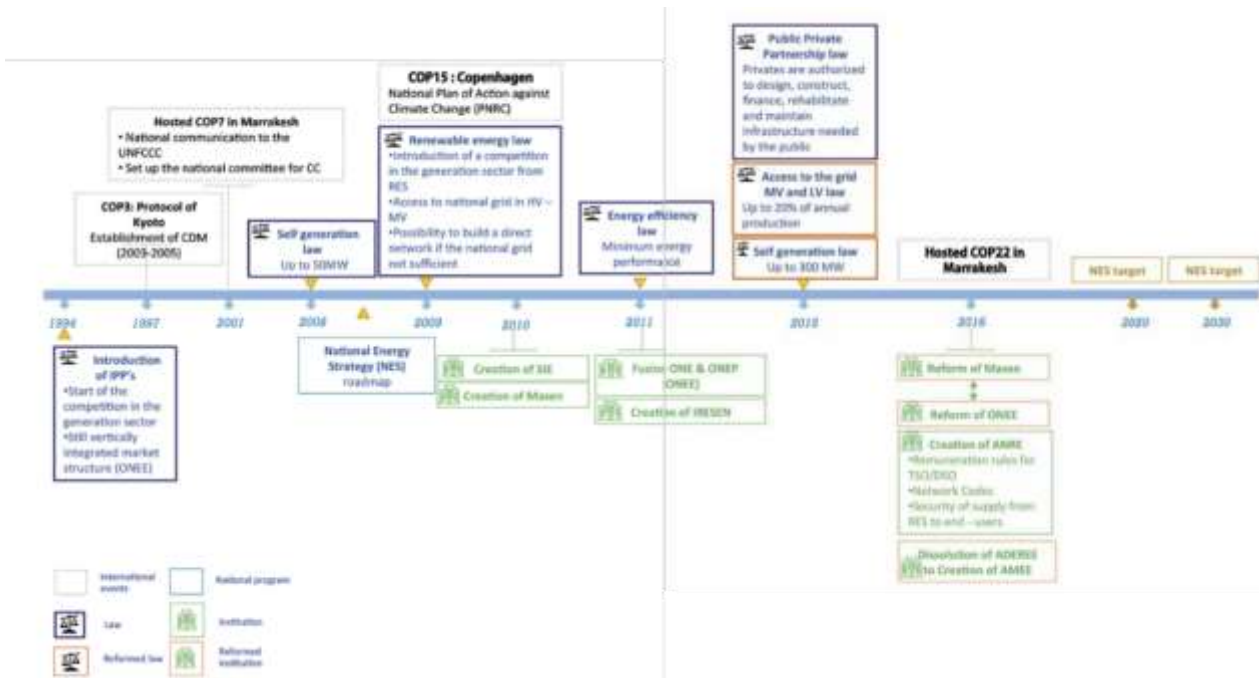 Public Private
Partnership law
Privates are authorized
to design, construct,
finance, rehabilitate
and maintain
infrastructure needed
by the public
COP15 : Copenhagen
National Plan of Action against
Climate Change (PNRC)
Hosted COP7 in Marrakesh
• National communication to the
UNFCCC
• Set up the national committee for CC
Renewable energy law
•Introduction of a competition
in the generation sector from
RES
•Access to national grid in HV –
MV
•Possibility to build a direct
network if the national grid
not sufficient
Access to the grid
MV and LV law
Up to 20% of annual
production
COP3: Protocol of
Kyoto
Establishment of CDM
(2003-2005)
Self generation
law
Up to 50MW
Energy efficiency
law
Minimum energy
performance
Self generation law
Up to 300 MW
Hosted COP22 in
Marrakesh
NES target
NES target
1994
1997
2001
2008
2009
2010
2011
2015
2016
2020
2030
Introduction
of IPP's
•Start of the
competition in the
generation sector
•Still vertically
integrated market
structure (ONEE)
National Energy
Strategy (NES)
roadmap
Creation of SIE
Creation of Masen
Fusion ONE & ONEP
(ONEE)
Creation of IRESEN
Reform of Masen
Reform of ONEE
Creation of ANRE
•Remuneration rules for
TSO/DSO
•Network Codes
•Security of supply from
RES to end – users
Dissolution of ADEREE
to Creation of AMEE
International
events
National program
Law
Institution
Reformed law
Reformed
institution